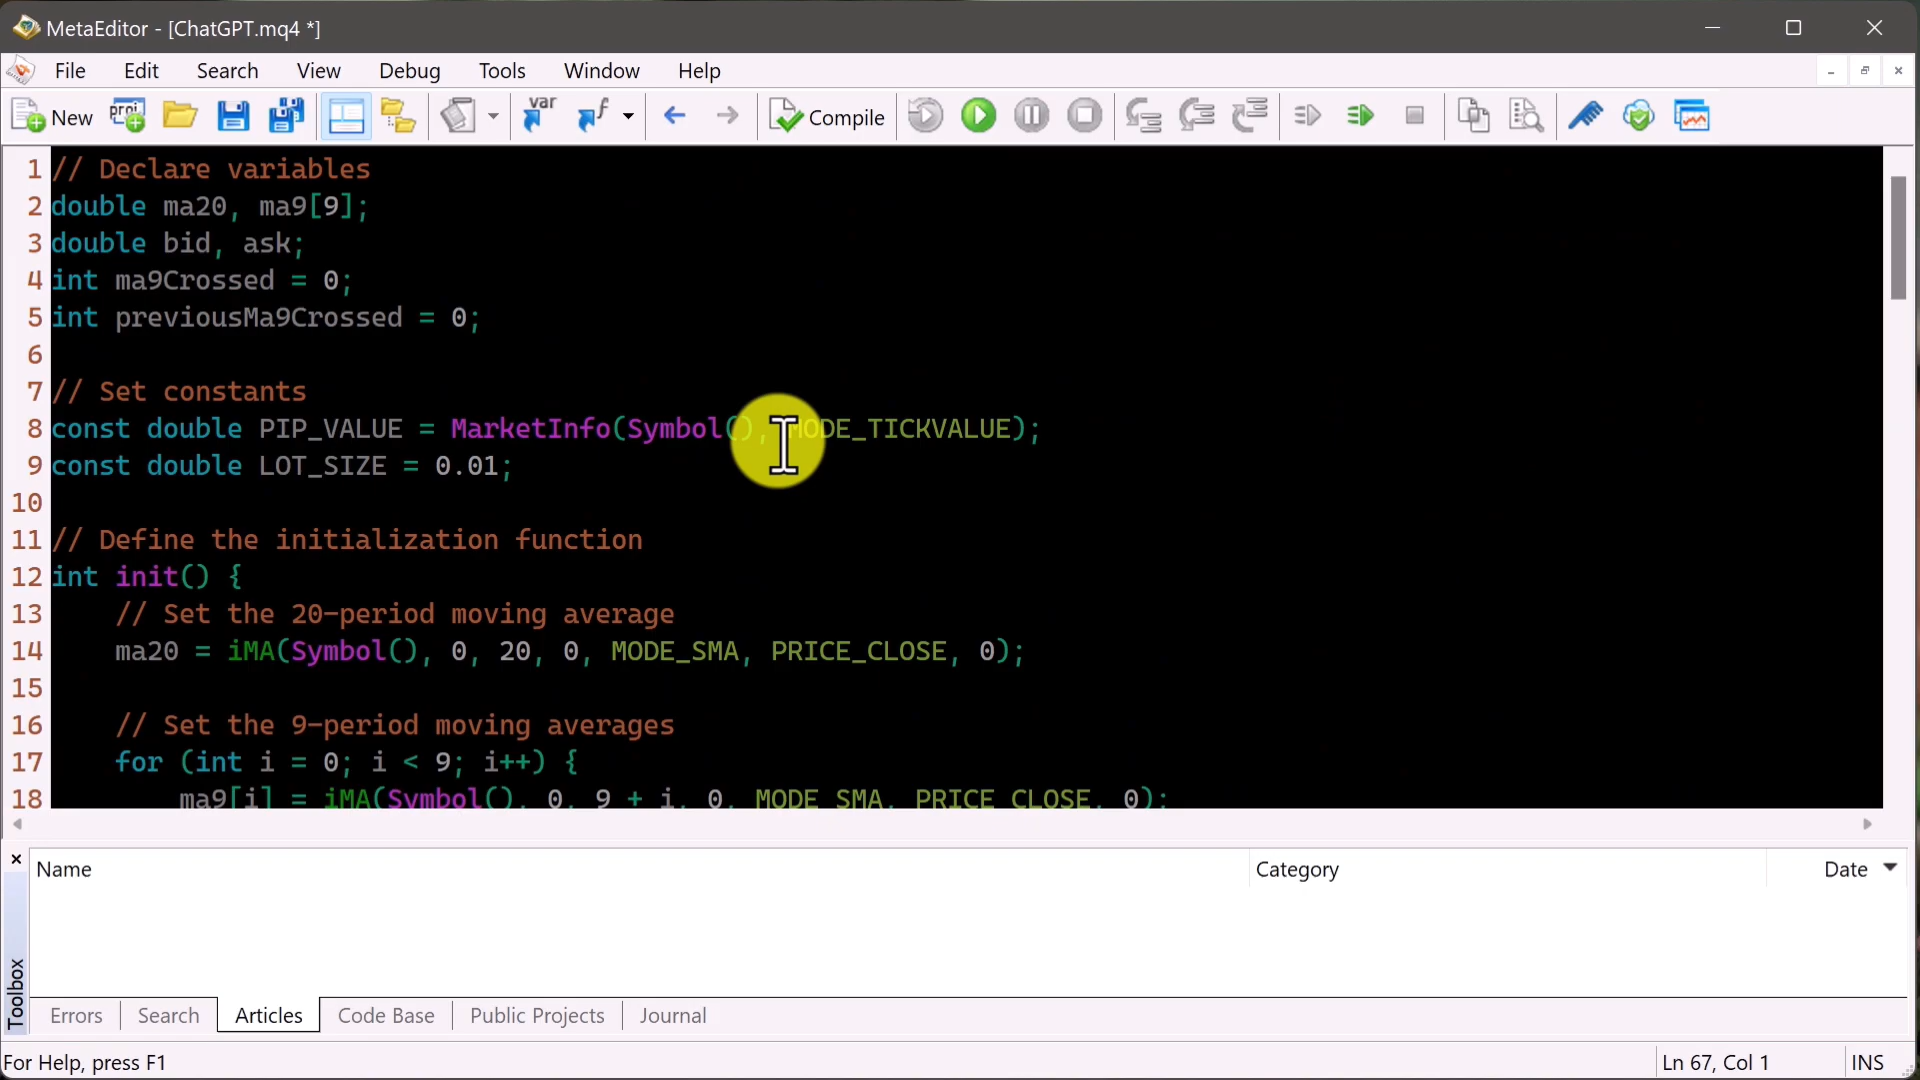 MetaEditor - [ChatGPT.mq4 *]
File Edit Search View Debug Tools Window Help
New proj var f Compile
1 // Declare variables
2 double ma20, ma9[9];
3 double bid, ask;
4 int ma9Crossed = 0;
5 int previousMa9Crossed = 0;
6
7 // Set constants
8 const double PIP_VALUE = MarketInfo(Symbol(), MODE_TICKVALUE);
9 const double LOT_SIZE = 0.01;
10
11 // Define the initialization function
12 int init() {
13 // Set the 20-period moving average
14 ma20 = iMA(Symbol(), 0, 20, 0, MODE_SMA, PRICE_CLOSE, 0);
15
16 // Set the 9-period moving averages
17 for (int i = 0; i < 9; i++) {
18 ma9[i] = iMA(Symbol(), 0, 9 + i, 0, MODE_SMA, PRICE_CLOSE, 0);
Name Category Date
Toolbox
Errors Search Articles Code Base Public Projects Journal
For Help, press F1 Ln 67, Col 1 INS